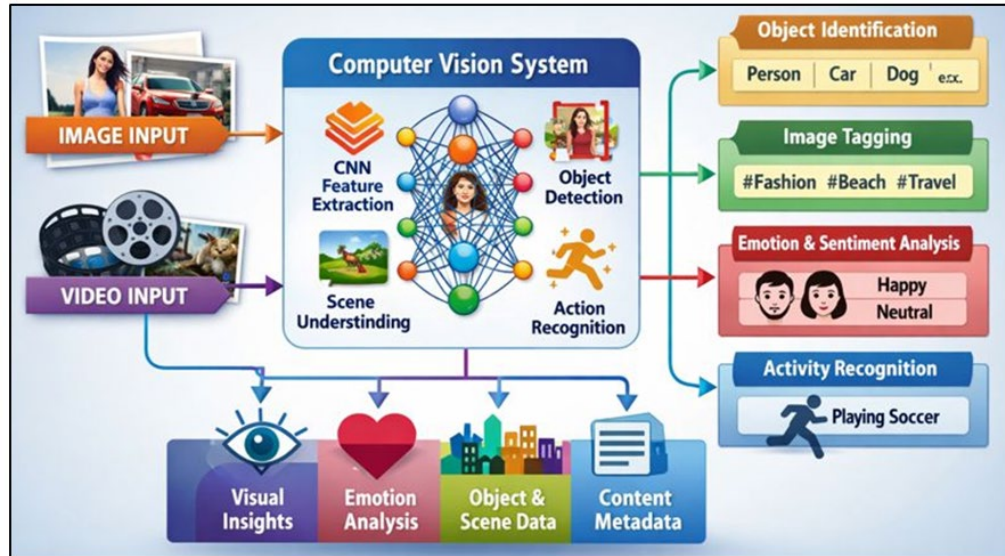 IMAGE INPUT
VIDEO INPUT
Computer Vision System
CNN
Feature
Extraction
Object
Detection
Scene
Understinding
Action
Recognition
Object Identification
Person | Car | Dog
Image Tagging
#Fashion #Beach #Travel
Emotion & Sentiment Analysis
Happy
Neutral
Activity Recognition
Playing Soccer
Visual
Insights
Emotion
Analysis
Object &
Scene Data
Content
Metadata